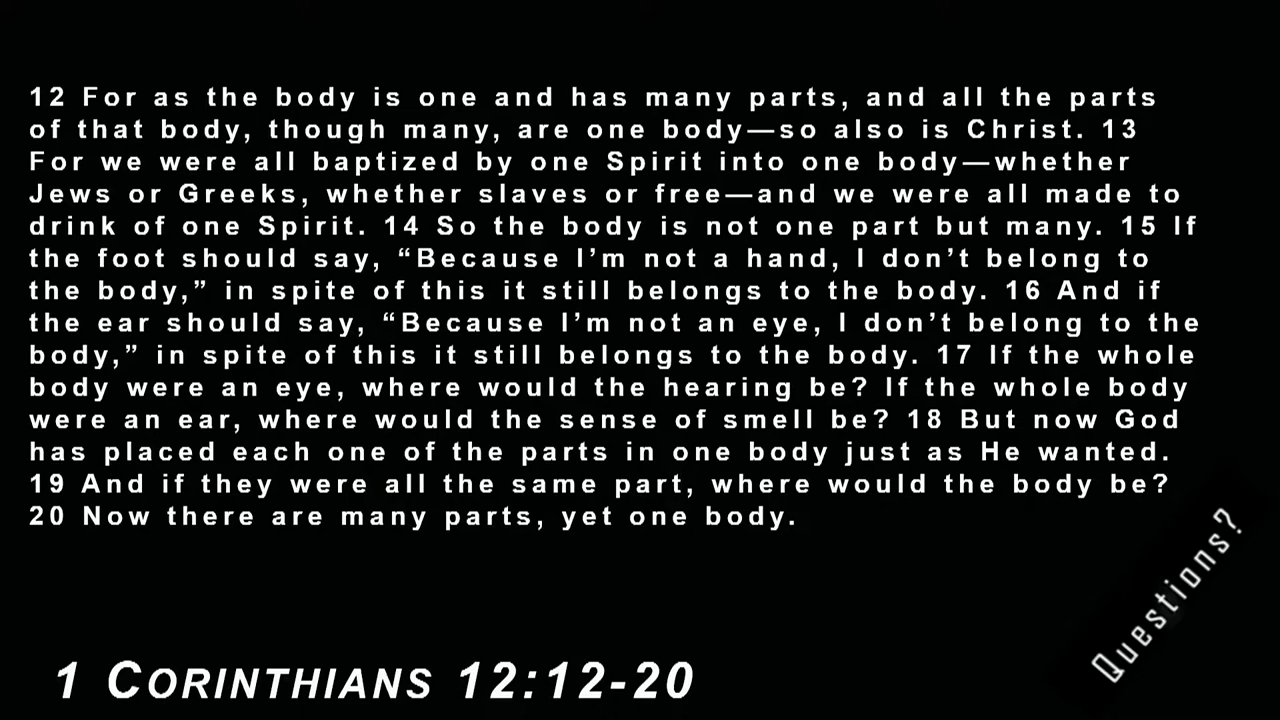 12 For as the body is one and has many parts, and all the parts
of that body, though many, are one body—so also is Christ. 13
For we were all baptized by one Spirit into one body—whether
Jews or Greeks, whether slaves or free—and we were all made to
drink of one Spirit. 14 So the body is not one part but many. 15 If
the foot should say, “Because I’m not a hand, I don’t belong to
the body,” in spite of this it still belongs to the body. 16 And if
the ear should say, “Because I’m not an eye, I don’t belong to the
body,” in spite of this it still belongs to the body. 17 If the whole
body were an eye, where would the hearing be? If the whole body
were an ear, where would the sense of smell be? 18 But now God
has placed each one of the parts in one body just as He wanted.
19 And if they were all the same part, where would the body be?
20 Now there are many parts, yet one body.
Questions?
1 CORINTHIANS 12:12-20